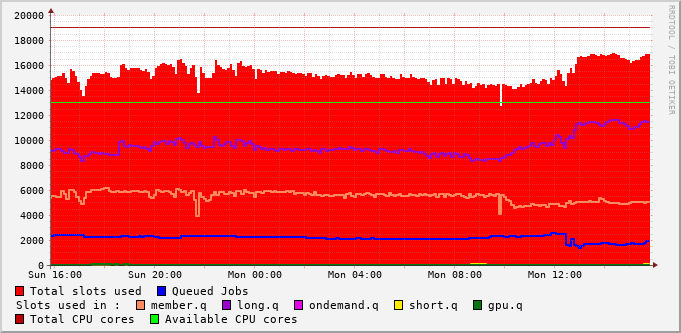 20000
18000
16000
14000
12000
10000
8000
6000
4000
2000
0
Sun 16:00 Sun 20:00 Mon 00:00 Mon 04:00 Mon 08:00 Mon 12:00
Total slots used Queued Jobs
Slots used in : member.q long.q ondemand.q short.q gpu.q
Total CPU cores Available CPU cores
RRDTOOL / TOBI OETIKER